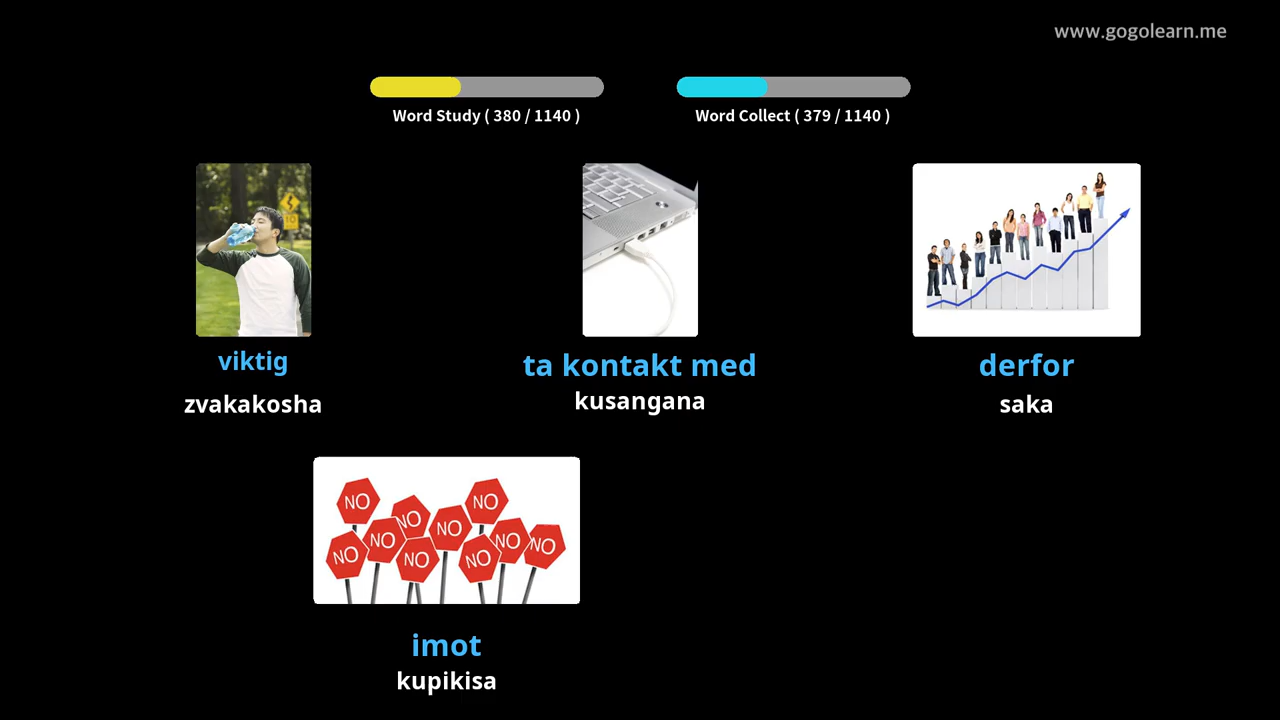 www.gogolearn.me
Word Study ( 380 / 1140 )
Word Collect ( 379 / 1140 )
viktig
zvakakosha
ta kontakt med
kusangana
derfor
saka
NO
NO
NO
NO
NO
NO
NO
NO
NO
NO
imot
kupikisa